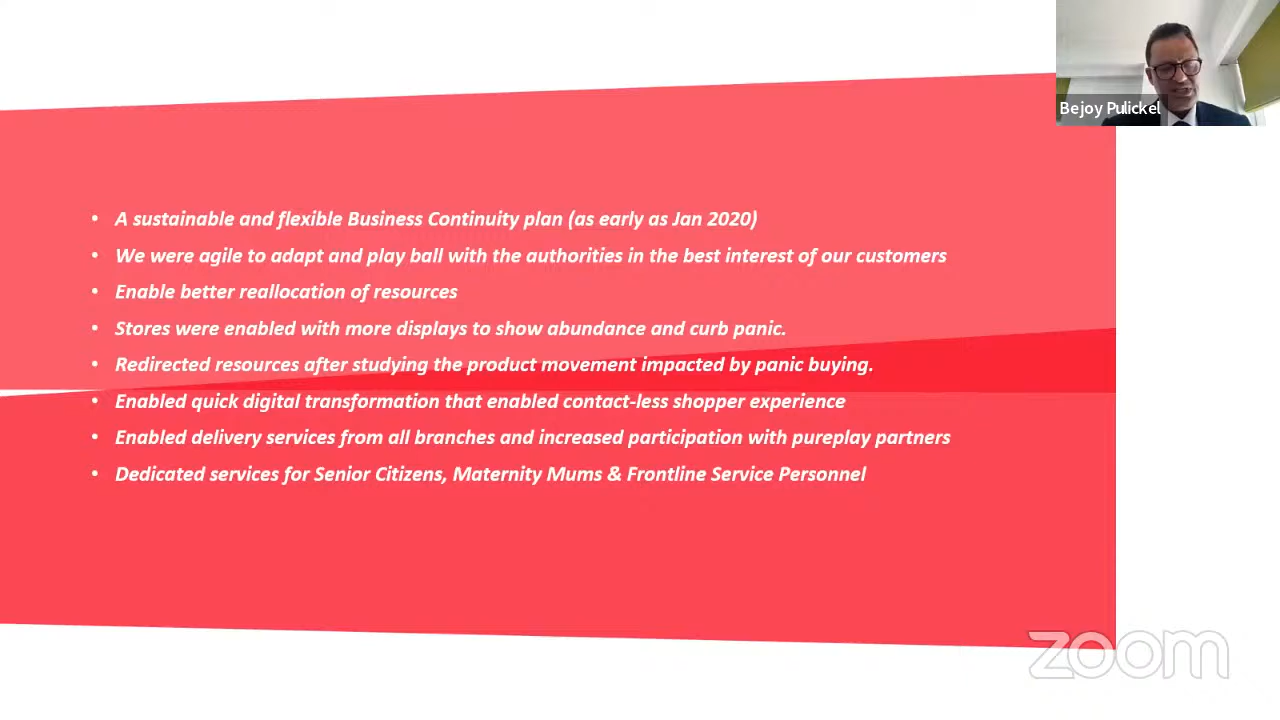 Bejoy Pulickel
• A sustainable and flexible Business Continuity plan (as early as Jan 2020)
• We were agile to adapt and play ball with the authorities in the best interest of our customers
• Enable better reallocation of resources
• Stores were enabled with more displays to show abundance and curb panic.
• Redirected resources after studying the product movement impacted by panic buying.
• Enabled quick digital transformation that enabled contact-less shopper experience
• Enabled delivery services from all branches and increased participation with pureplay partners
• Dedicated services for Senior Citizens, Maternity Mums & Frontline Service Personnel
zoom